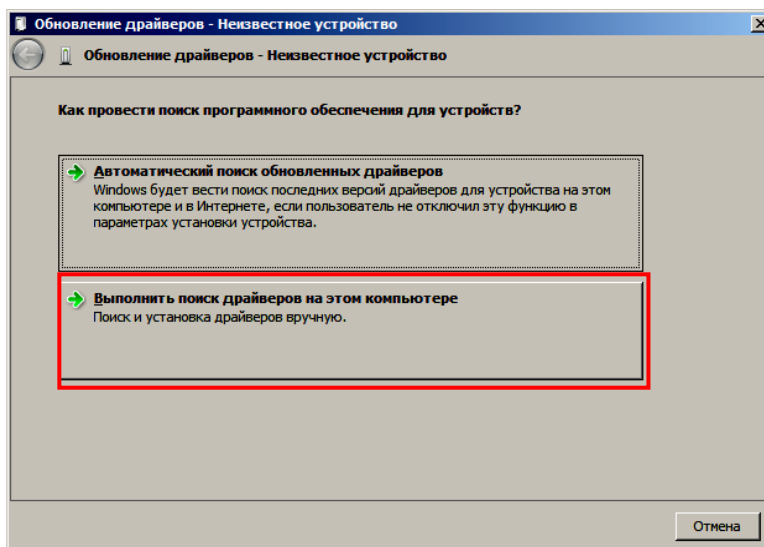 Обновление драйверов - Неизвестное устройство
Обновление драйверов - Неизвестное устройство
Как провести поиск программного обеспечения для устройств?
Автоматический поиск обновленных драйверов
Windows будет вести поиск последних версий драйверов для устройства на этом
компьютере и в Интернете, если пользователь не отключил эту функцию в
параметрах установки устройства.
Выполнить поиск драйверов на этом компьютере
Поиск и установка драйверов вручную.
Отмена